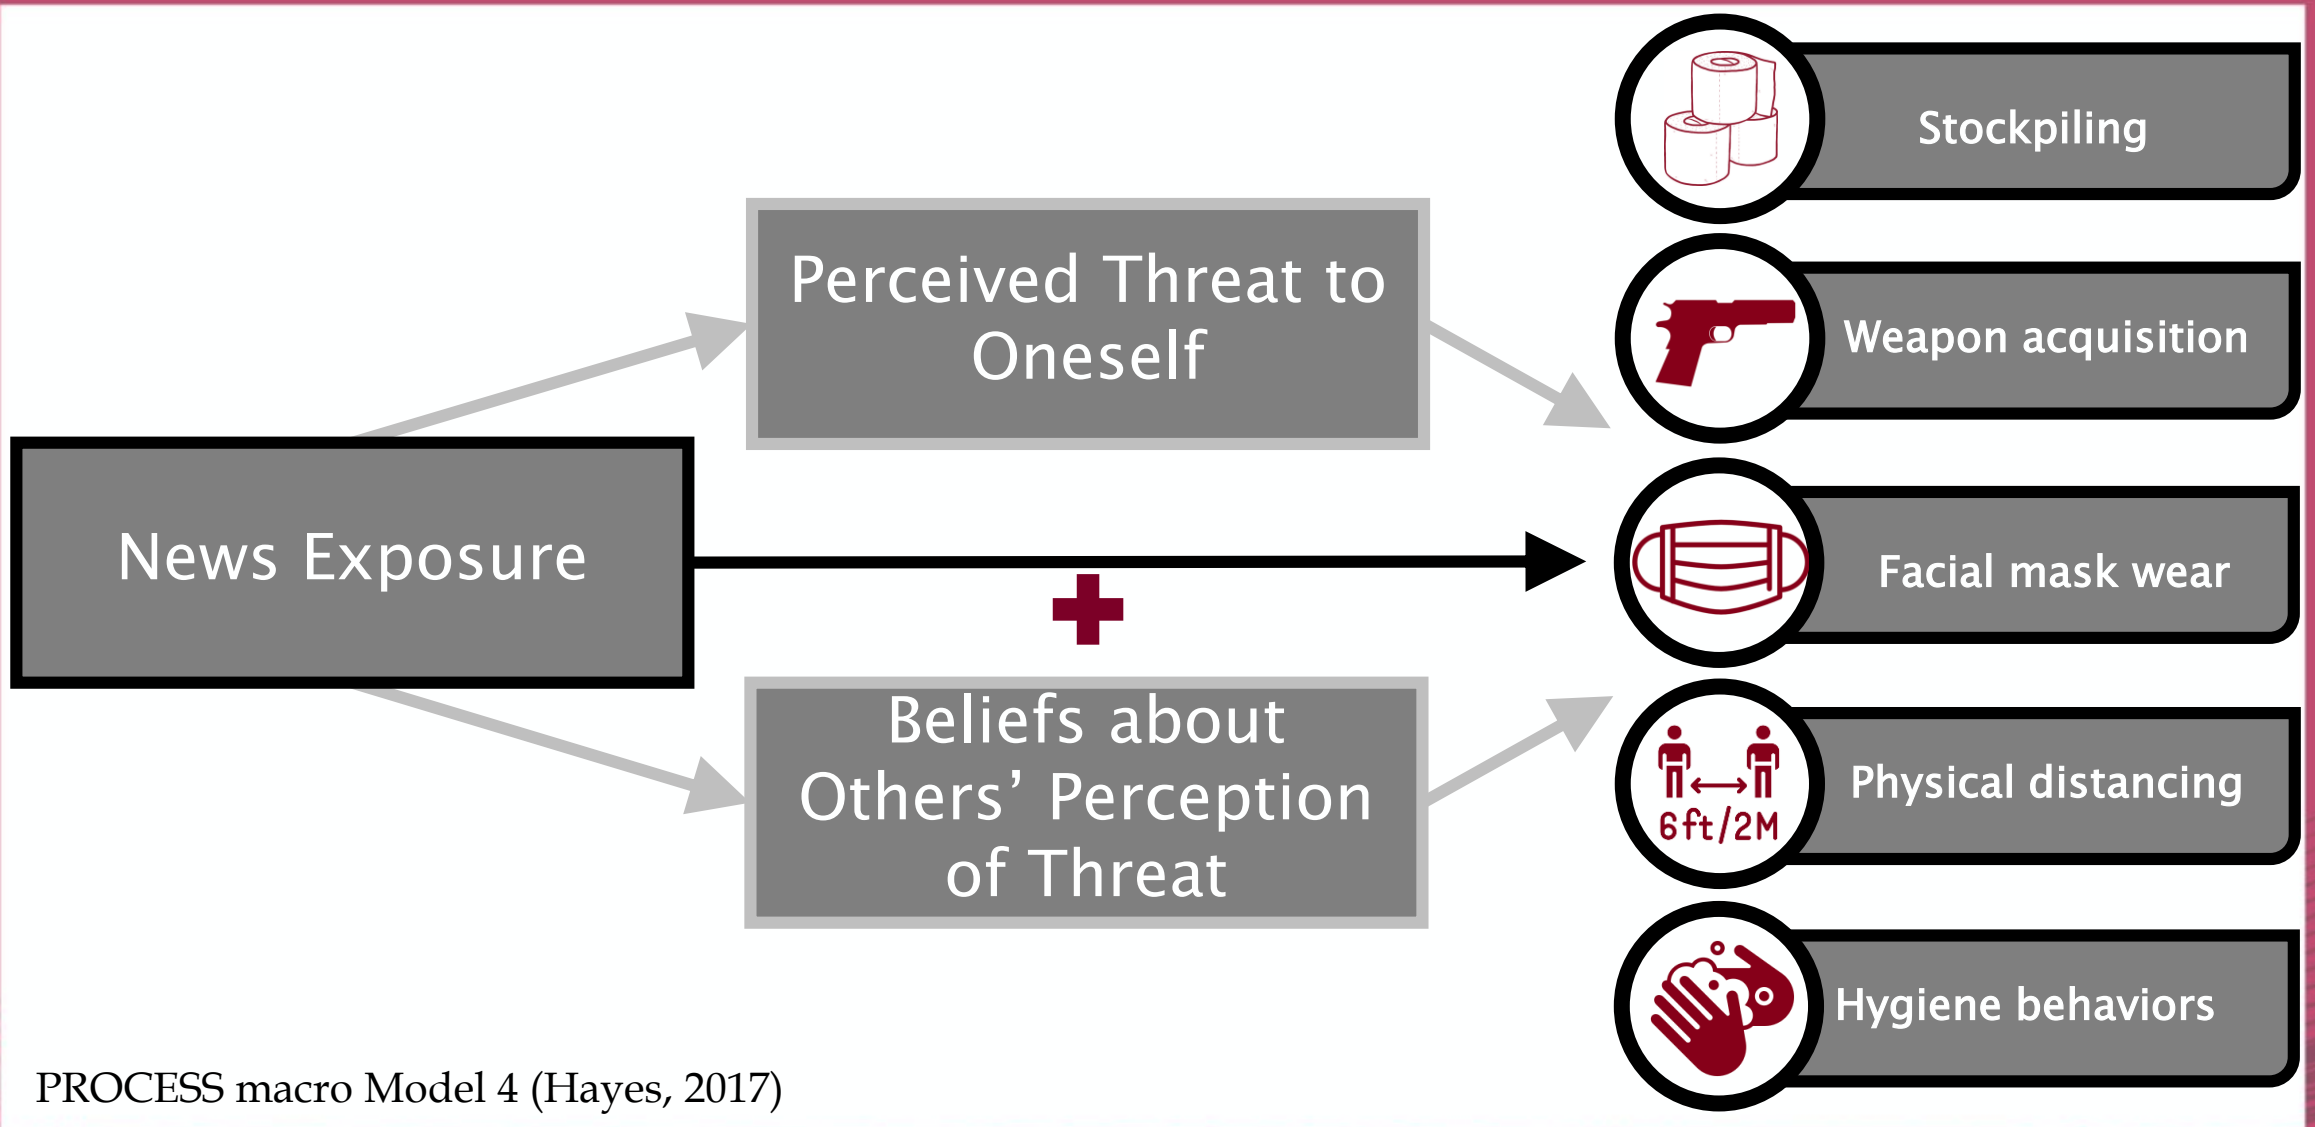 Stockpiling
Perceived Threat to
Oneself
Weapon acquisition
News Exposure
Facial mask wear
Beliefs about
Others’ Perception
of Threat
Physical distancing
6ft/2M
Hygiene behaviors
PROCESS macro Model 4 (Hayes, 2017)